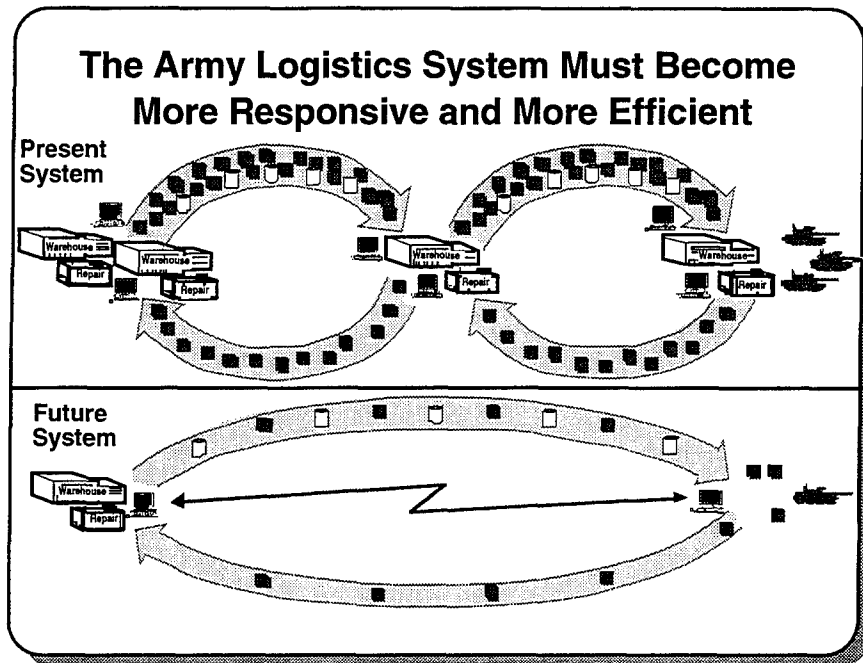 The Army Logistics System Must Become
More Responsive and More Efficient
Present
System
Warehouse
Warehouse
Repair
Repair
Warehouse
Repair
Warehouse
Repair
Future
System
Warehouse
Repair